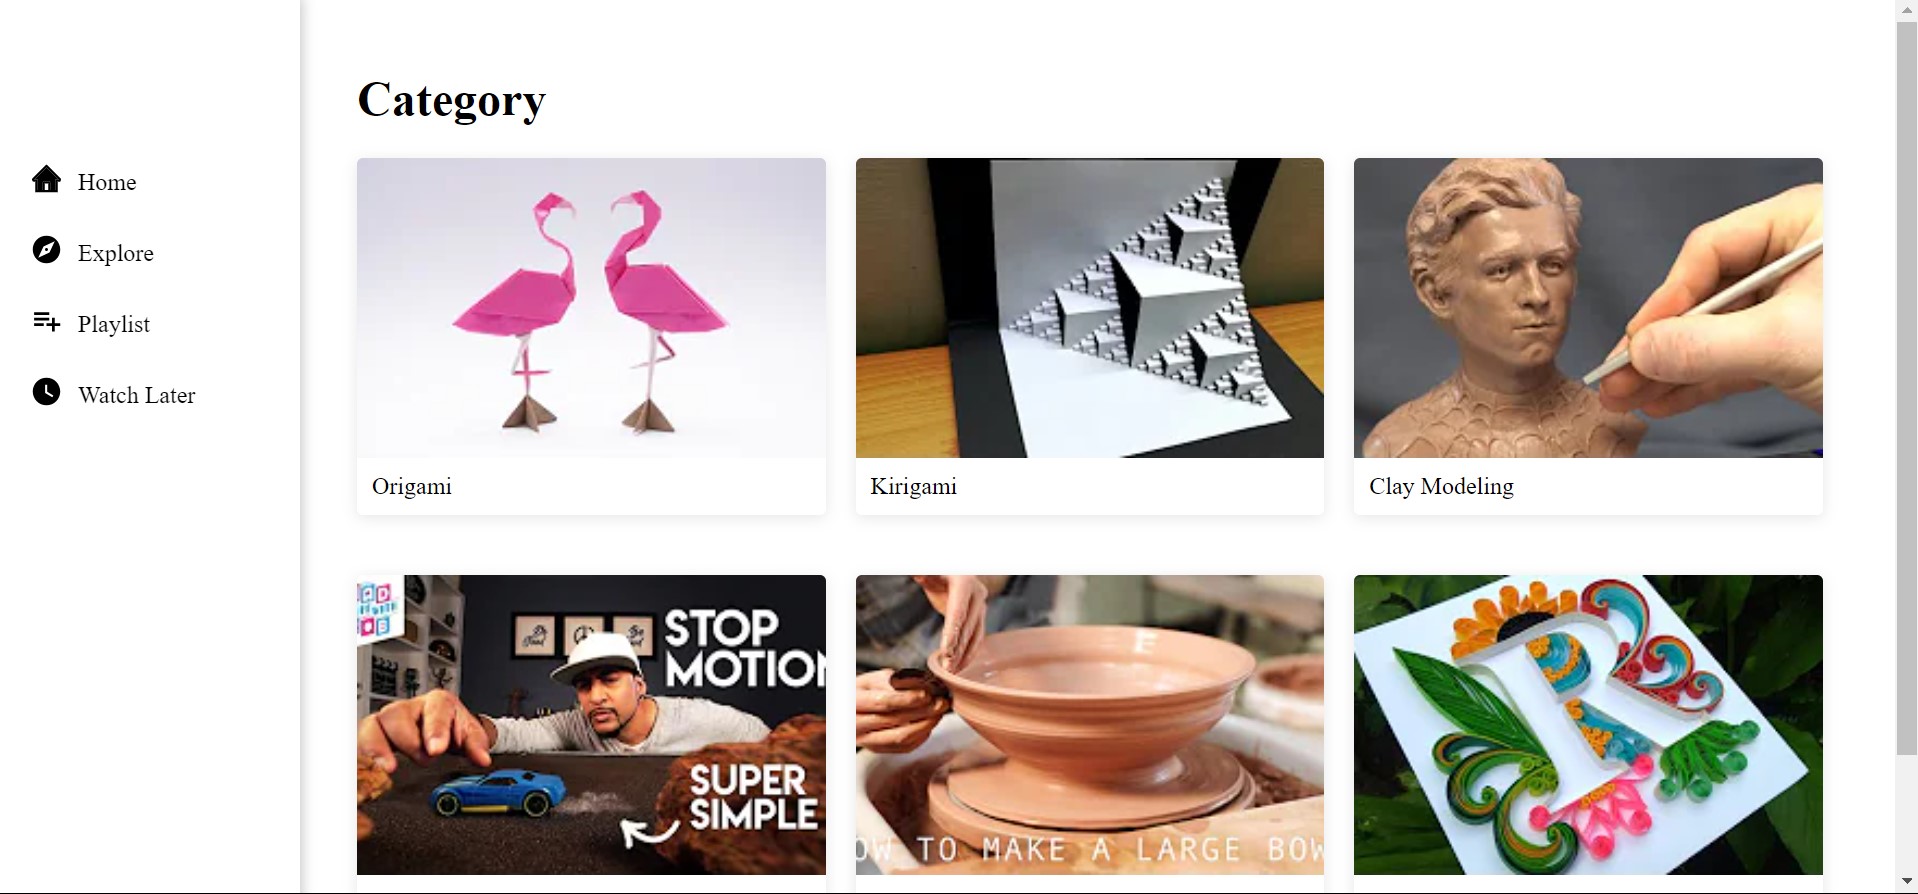 Category
Home
Explore
Playlist
Watch Later
Origami
Kirigami
Clay Modeling
STOP
MOTION
SUPER
SIMPLE
OW TO MAKE A LARGE BOW